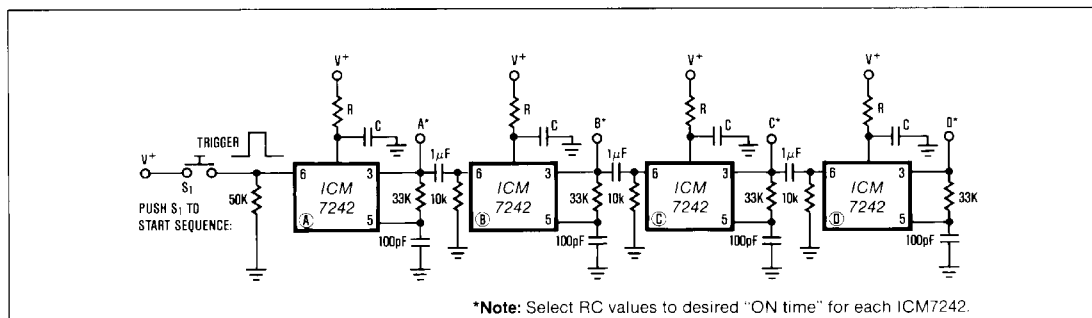 V+ V+ V+ V+
R R R R
C A* C B* C C* C D*
TRIGGER
1µF 1µF 1µF
V+
S1
6 3 6 3 6 3 6 3
ICM ICM ICM ICM
7242 7242 7242 7242
50K 33K 10k 33K 10k 33K 10k 33K
PUSH S1 TO
START SEQUENCE:
A 5 B 5 C 5 D 5
100pF 100pF 100pF 100pF
*Note: Select RC values to desired "ON time" for each ICM7242.